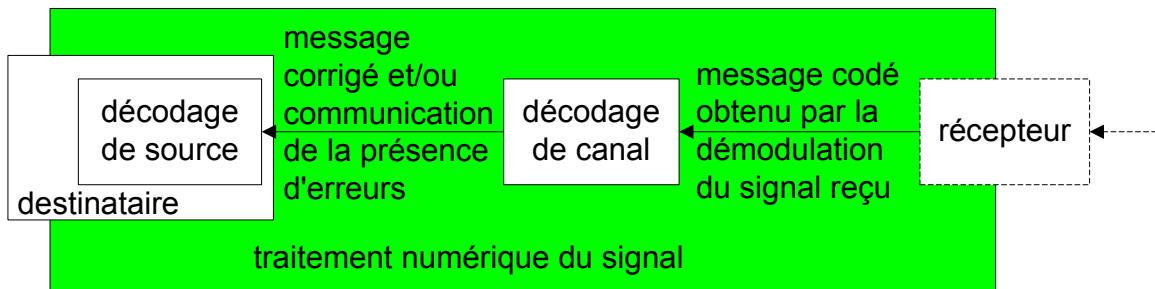 message
corrigé et/ou
communication
de la présence
d'erreurs
message codé
obtenu par la
démodulation
du signal reçu
décodage
de source
destinataire
décodage
de canal
récepteur
traitement numérique du signal